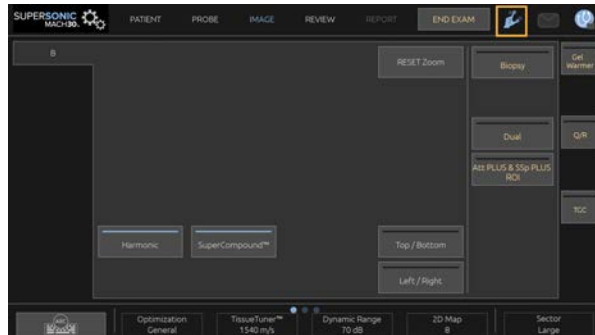 SUPERSONIC
MACH30.
PATIENT
PROBE
IMAGE
REVIEW
REPORT
END EXAM
B
RESET Zoom
Biopsy
Gel
Warmer
Dual
Q/R
Att PLUS & SSp PLUS
ROI
TGC
Harmonic
SuperCompound™
Top / Bottom
Left / Right
Optimization
General
TissueTuner™
1540 m/s
Dynamic Range
70 dB
2D Map
8
Sector
Large